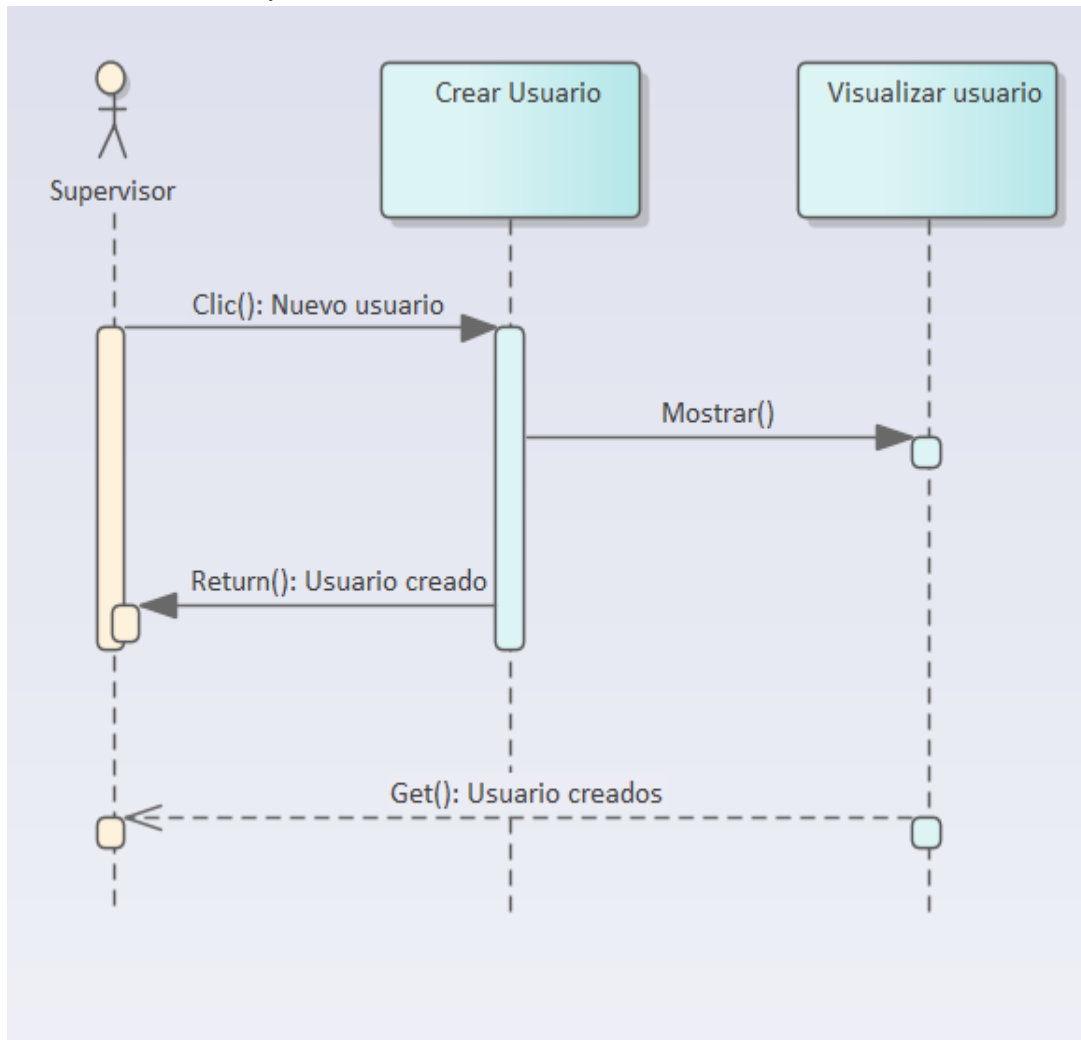 Crear Usuario
Visualizar usuario
Supervisor
Clic(): Nuevo usuario
Mostrar()
Return(): Usuario creado
Get(): Usuario creados